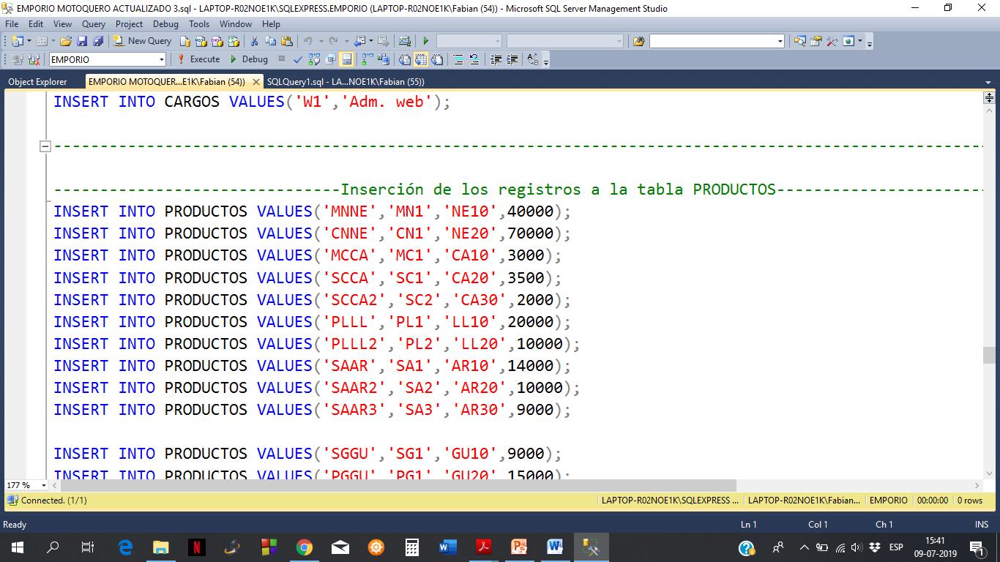 EMPORIO MOTOQUERO ACTUALIZADO 3.sql - LAPTOP-R02NOE1K\SQLEXPRESS.EMPORIO (LAPTOP-R02NOE1K\Fabian (54)) - Microsoft SQL Server Management Studio
File Edit View Query Project Debug Tools Window Help
New Query
EMPORIO Execute Debug
Object Explorer EMPORIO MOTOQUER...E1K\Fabian (54)) SQLQuery1.sql - LA...NOE1K\Fabian (55))
INSERT INTO CARGOS VALUES('W1','Adm. web');
-----------------------------------------------------------------------------------------------------
-------------------------------Inserción de los registros a la tabla PRODUCTOS-----------------------
INSERT INTO PRODUCTOS VALUES('MNNE','MN1','NE10',40000);
INSERT INTO PRODUCTOS VALUES('CNNE','CN1','NE20',70000);
INSERT INTO PRODUCTOS VALUES('MCCA','MC1','CA10',3000);
INSERT INTO PRODUCTOS VALUES('SCCA','SC1','CA20',3500);
INSERT INTO PRODUCTOS VALUES('SCCA2','SC2','CA30',2000);
INSERT INTO PRODUCTOS VALUES('PLLL','PL1','LL10',20000);
INSERT INTO PRODUCTOS VALUES('PLLL2','PL2','LL20',10000);
INSERT INTO PRODUCTOS VALUES('SAAR','SA1','AR10',14000);
INSERT INTO PRODUCTOS VALUES('SAAR2','SA2','AR20',10000);
INSERT INTO PRODUCTOS VALUES('SAAR3','SA3','AR30',9000);
INSERT INTO PRODUCTOS VALUES('SGGU','SG1','GU10',9000);
INSERT INTO PRODUCTOS VALUES('PGGU','PG1','GU20',15000);
177 %
Connected. (1/1) LAPTOP-R02NOE1K\SQLEXPRESS ... LAPTOP-R02NOE1K\Fabian... EMPORIO 00:00:00 0 rows
Ready Ln 1 Col 1 Ch 1 INS
ESP 15:41
09-07-2019